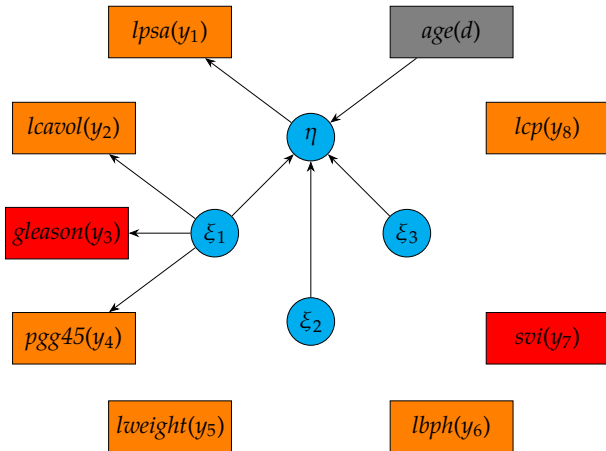 lpsa(y₁)
age(d)
lcavol(y₂)
η
lcp(y₈)
gleason(y₃)
ξ₁
ξ₃
pgg45(y₄)
ξ₂
svi(y₇)
lweight(y₅)
lbph(y₆)